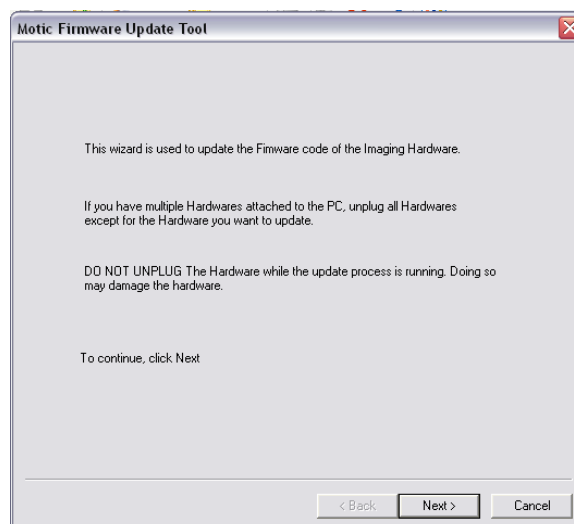 Motic Firmware Update Tool
This wizard is used to update the Fimware code of the Imaging Hardware.
If you have multiple Hardwares attached to the PC, unplug all Hardwares
except for the Hardware you want to update.
DO NOT UNPLUG The Hardware while the update process is running. Doing so
may damage the hardware.
To continue, click Next
< Back
Next >
Cancel